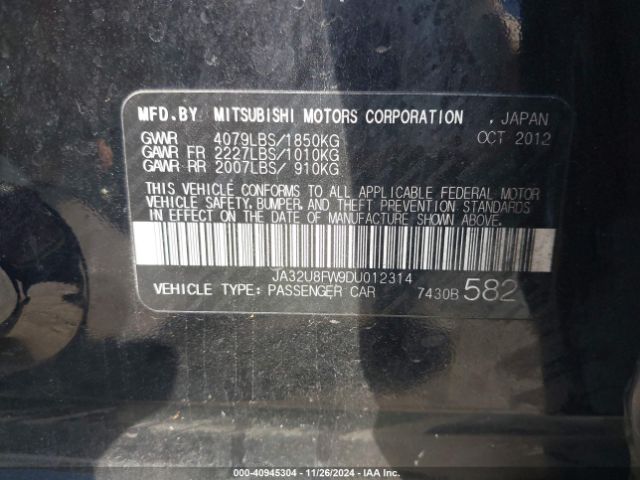 MFD.BY MITSUBISHI MOTORS CORPORATION , JAPAN
GVWR 4079LBS/1850KG OCT 2012
GAWR FR 2227LBS/1010KG
GAWR RR 2007LBS/ 910KG
THIS VEHICLE CONFORMS TO ALL APPLICABLE FEDERAL MOTOR
VEHICLE SAFETY, BUMPER, AND THEFT PREVENTION STANDARDS
IN EFFECT ON THE DATE OF MANUFACTURE SHOWN ABOVE.
JA32U8FW9DU012314
VEHICLE TYPE: PASSENGER CAR 7430B 582
000-40945304 - 11/26/2024 - IAA Inc.